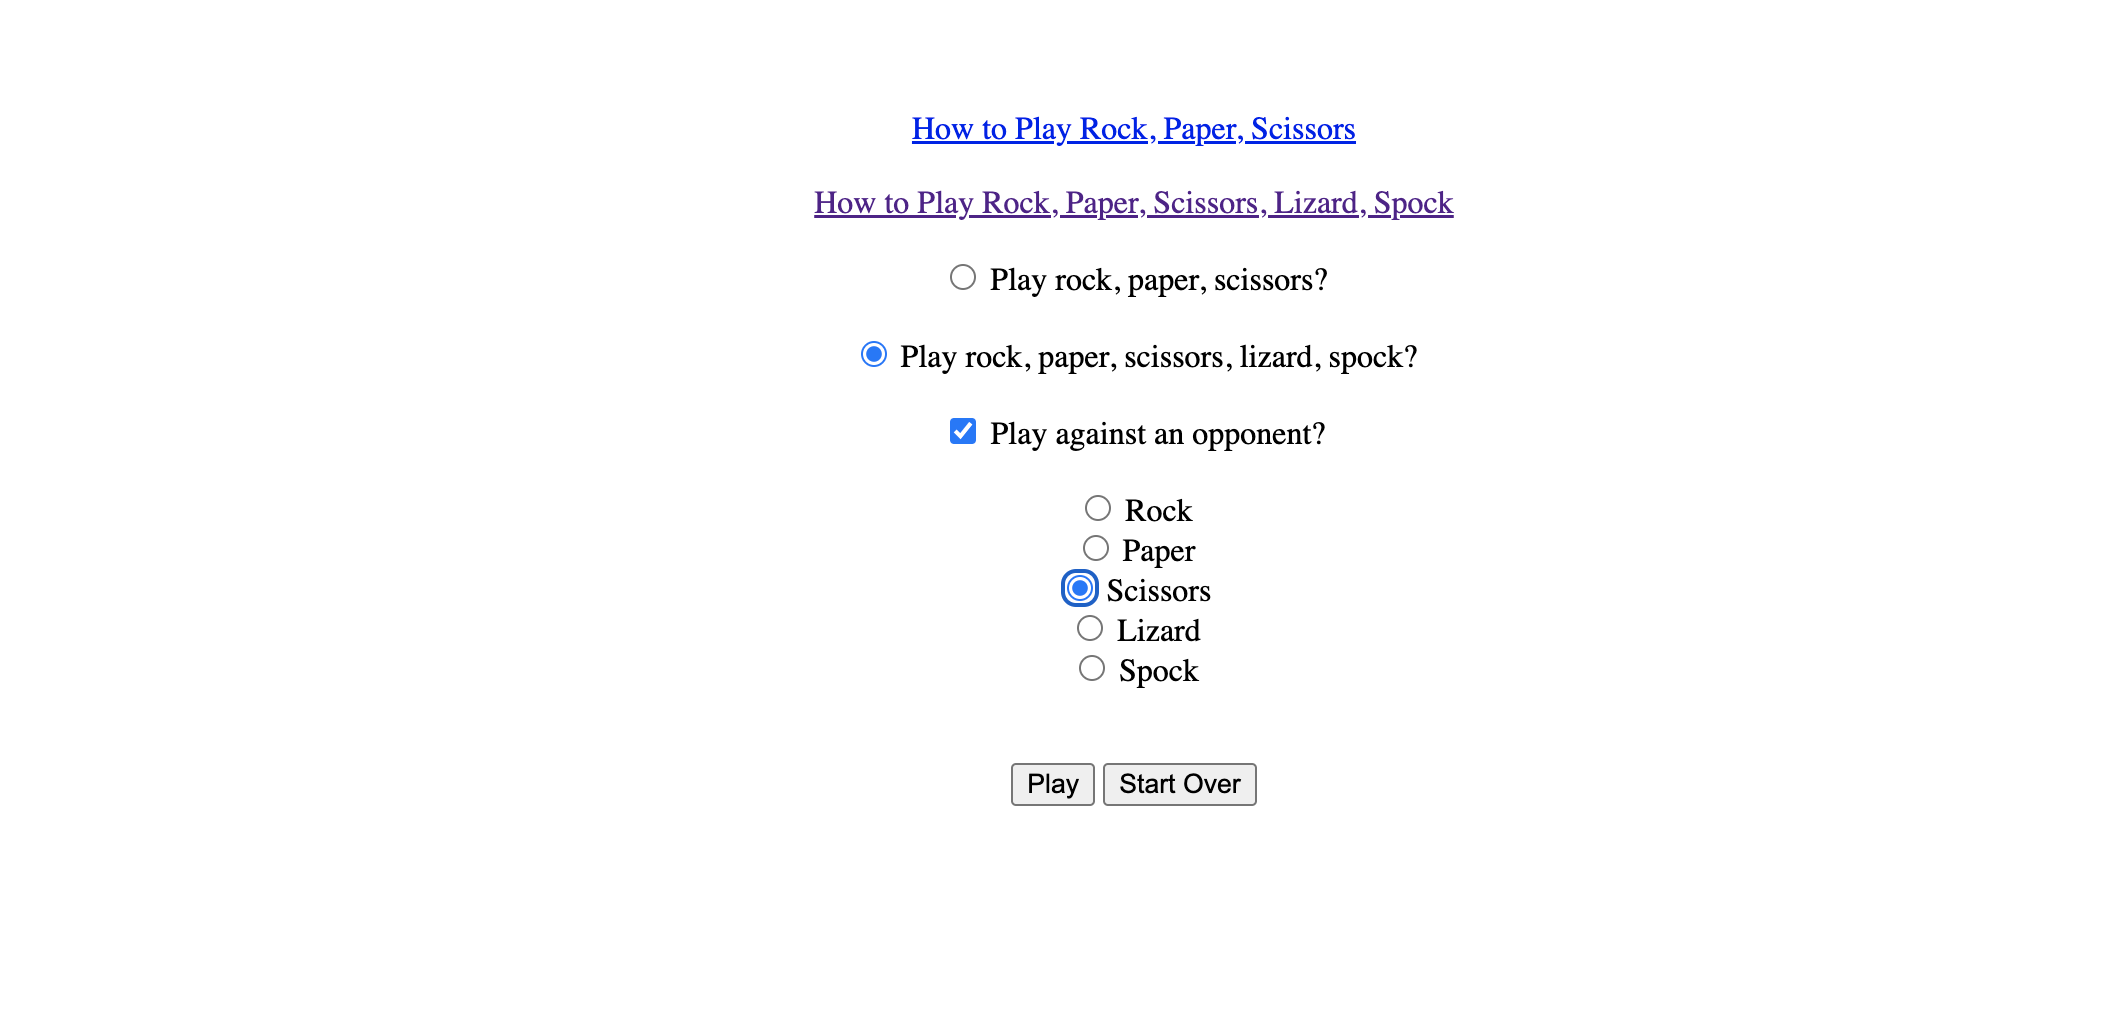 How to Play Rock, Paper, Scissors
How to Play Rock, Paper, Scissors, Lizard, Spock
Play rock, paper, scissors?
Play rock, paper, scissors, lizard, spock?
Play against an opponent?
Rock
Paper
Scissors
Lizard
Spock
Play Start Over